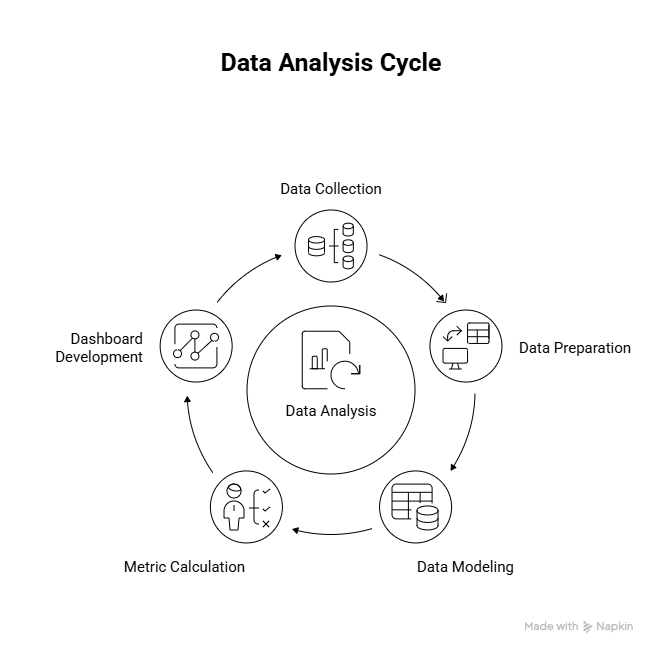 Data Analysis Cycle
Data Collection
Data Preparation
Data Modeling
Metric Calculation
Dashboard
Development
Data Analysis
Made with Napkin